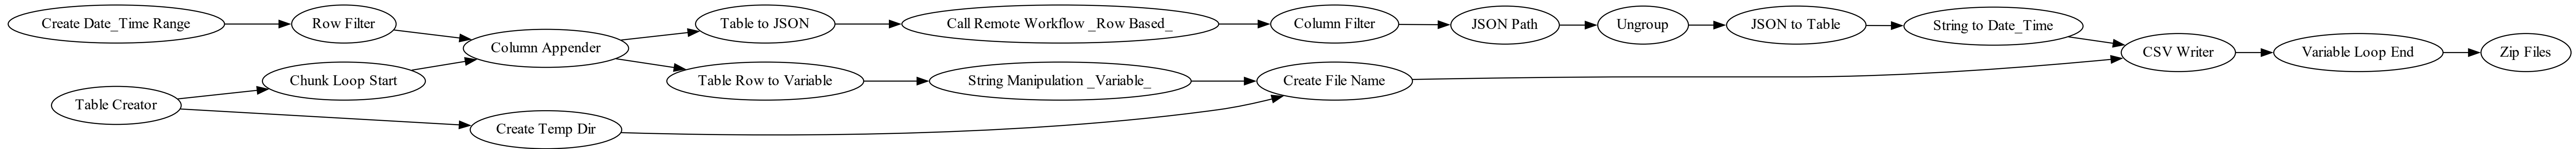 Create Date_Time Range
Row Filter
Table Creator
Chunk Loop Start
Column Appender
Create Temp Dir
Table to JSON
Table Row to Variable
Call Remote Workflow _Row Based_
String Manipulation _Variable_
Column Filter
Create File Name
JSON Path
Ungroup
JSON to Table
String to Date_Time
CSV Writer
Variable Loop End
Zip Files